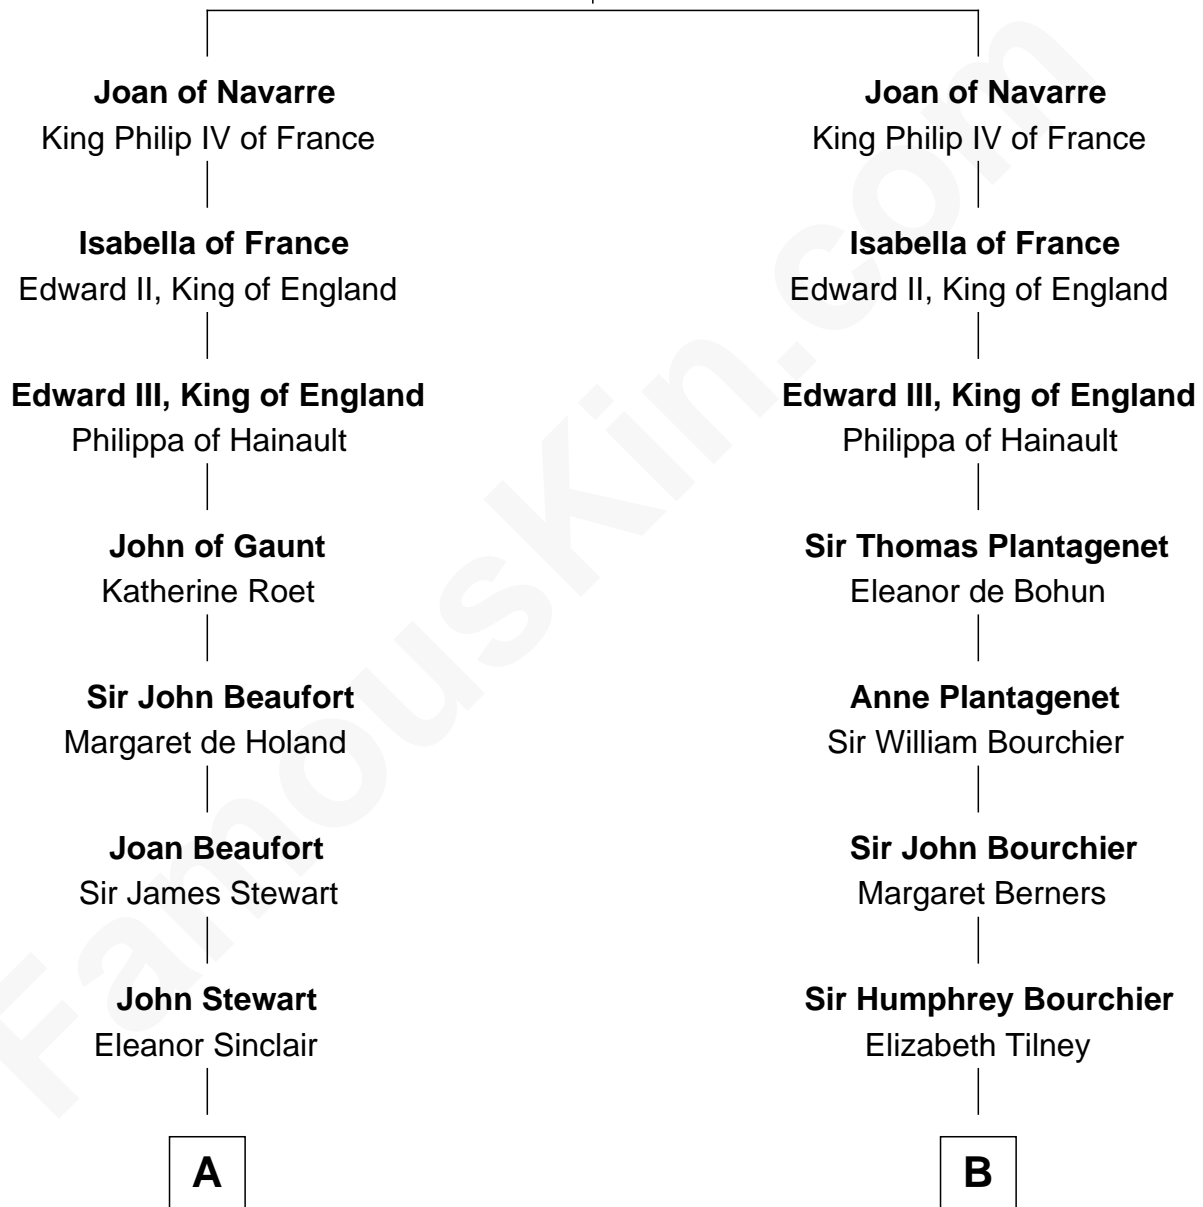 Joan of Navarre
King Philip IV of France
Isabella of France
Edward II, King of England
Edward III, King of England
Philippa of Hainault
John of Gaunt
Katherine Roet
Sir John Beaufort
Margaret de Holand
Joan Beaufort
Sir James Stewart
John Stewart
Eleanor Sinclair
A
Joan of Navarre
King Philip IV of France
Isabella of France
Edward II, King of England
Edward III, King of England
Philippa of Hainault
Sir Thomas Plantagenet
Eleanor de Bohun
Anne Plantagenet
Sir William Bourchier
Sir John Bourchier
Margaret Berners
Sir Humphrey Bourchier
Elizabeth Tilney
B
FamousKin.com